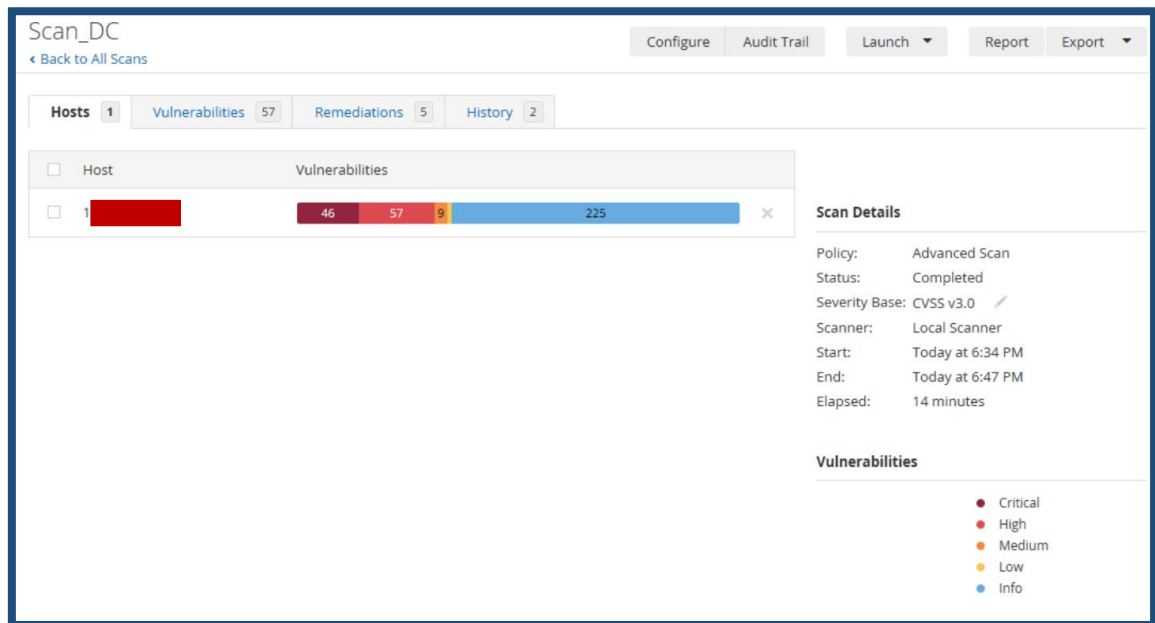 Scan_DC
Configure Audit Trail Launch Report Export
‹ Back to All Scans
Hosts 1 Vulnerabilities 57 Remediations 5 History 2
Host Vulnerabilities
1 46 57 9 225
Scan Details
Policy: Advanced Scan
Status: Completed
Severity Base: CVSS v3.0
Scanner: Local Scanner
Start: Today at 6:34 PM
End: Today at 6:47 PM
Elapsed: 14 minutes
Vulnerabilities
Critical
High
Medium
Low
Info